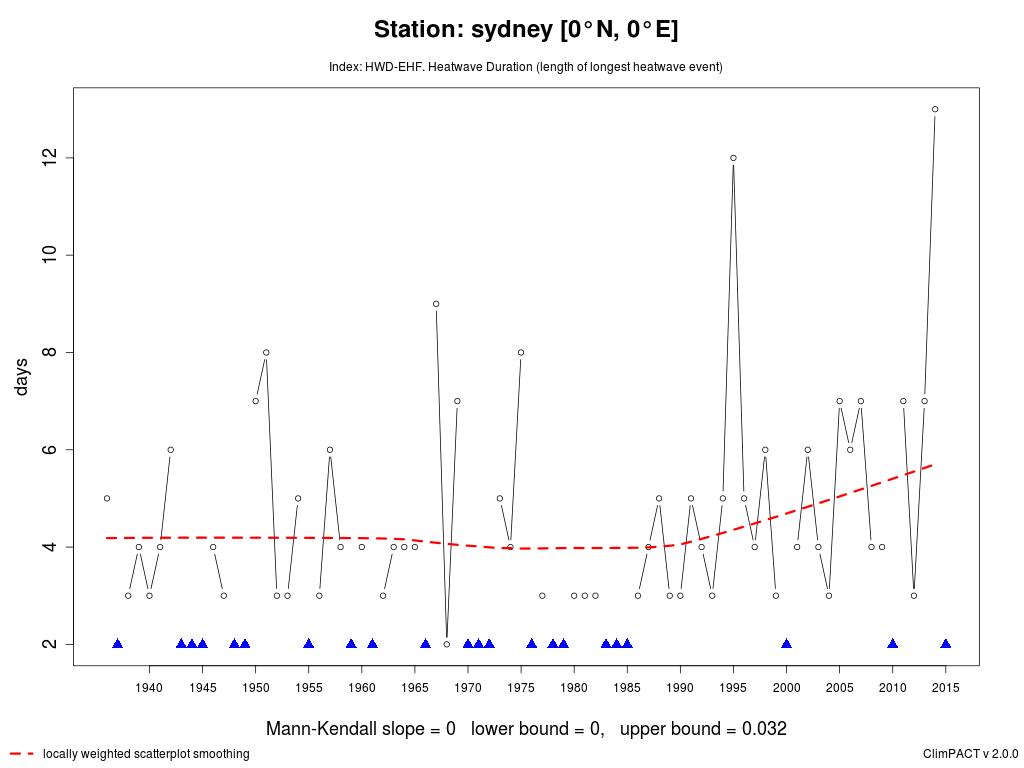 Station: sydney [0°N, 0°E]
Index: HWD-EHF. Heatwave Duration (length of longest heatwave event)
days
12
10
8
6
4
2
1940 1945 1950 1955 1960 1965 1970 1975 1980 1985 1990 1995 2000 2005 2010 2015
Mann-Kendall slope = 0 lower bound = 0, upper bound = 0.032
locally weighted scatterplot smoothing
ClimPACT v 2.0.0